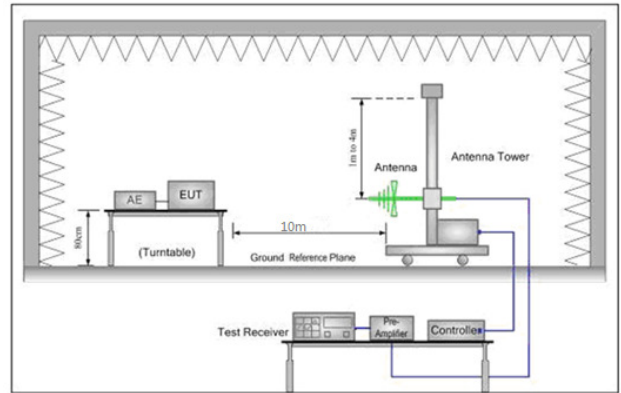 1m to 4m
Antenna
Antenna Tower
AE
EUT
80cm
10m
(Turntable)
Ground Reference Plane
Test Receiver
Pre-
Amplifier
Controller